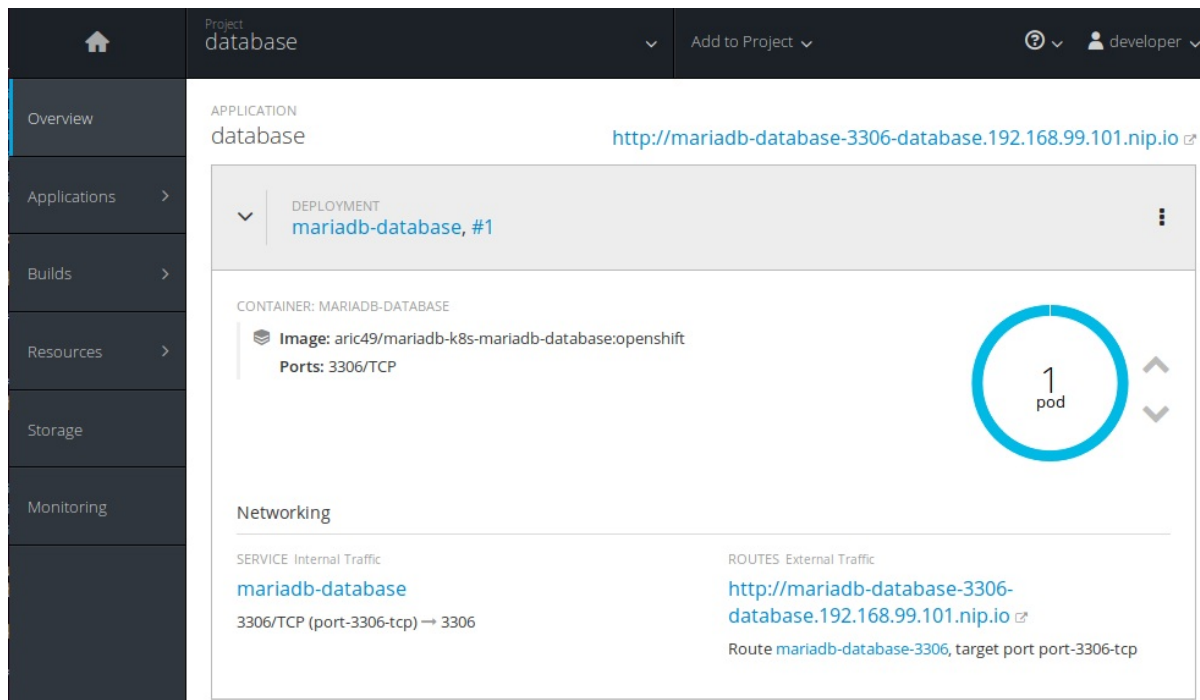 Project
database
Add to Project
developer
Overview
Applications
Builds
Resources
Storage
Monitoring
APPLICATION
database
http://mariadb-database-3306-database.192.168.99.101.nip.io
DEPLOYMENT
mariadb-database, #1
CONTAINER: MARIADB-DATABASE
Image: aric49/mariadb-k8s-mariadb-database:openshift
Ports: 3306/TCP
1
pod
Networking
SERVICE Internal Traffic
mariadb-database
3306/TCP (port-3306-tcp) → 3306
ROUTES External Traffic
http://mariadb-database-3306-
database.192.168.99.101.nip.io
Route mariadb-database-3306, target port port-3306-tcp